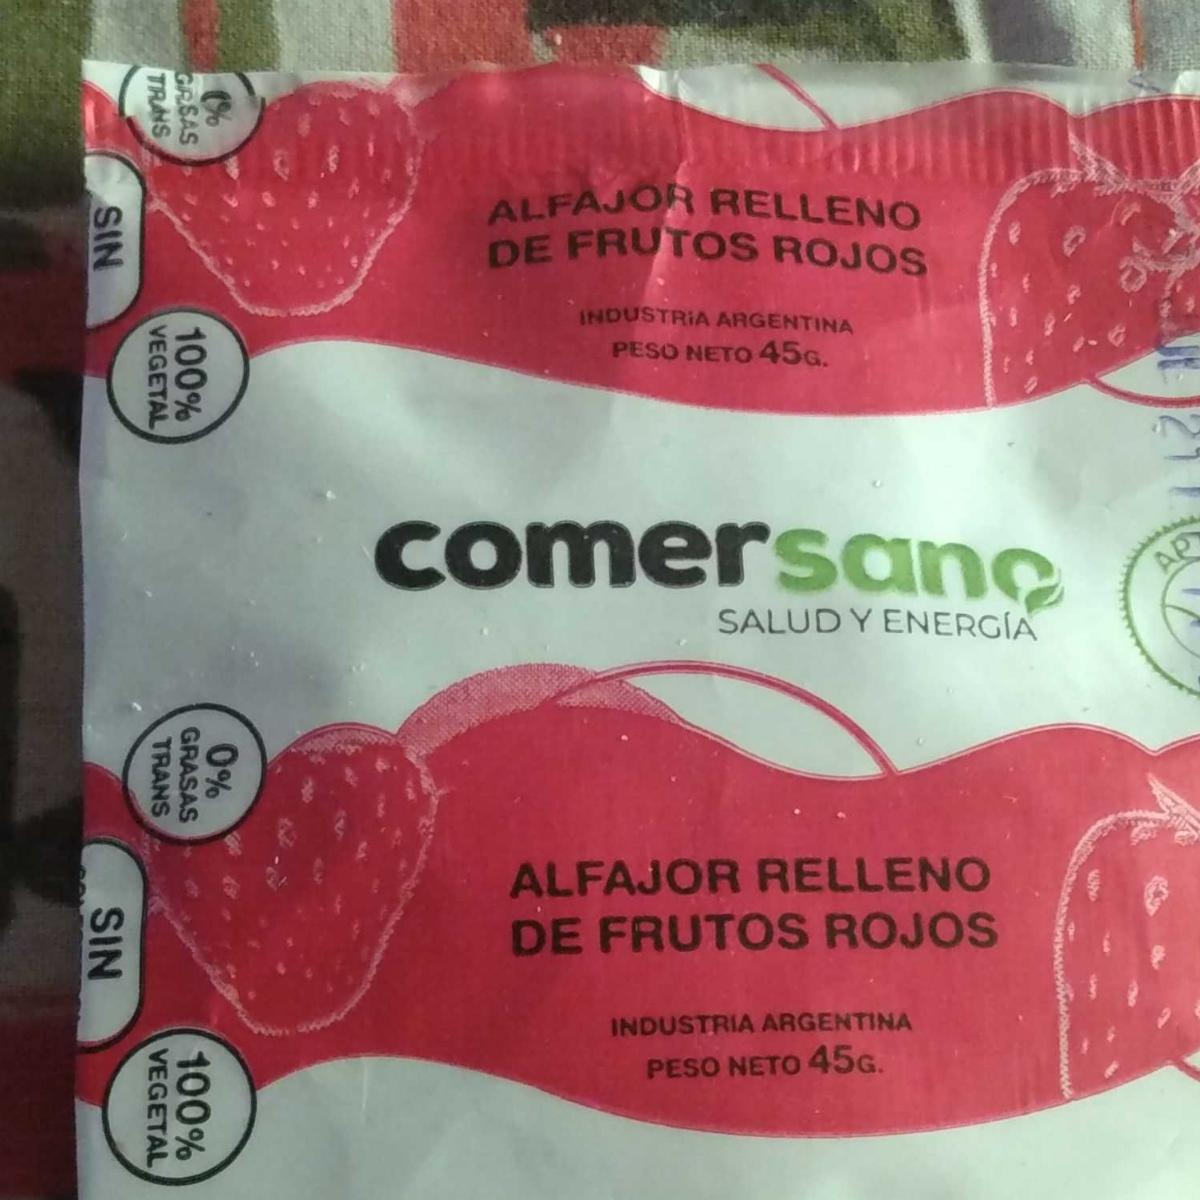 0%
GRSAS
TRANS
SIN
100%
VEGETAL
ALFAJOR RELLENO
DE FRUTOS ROJOS
INDUSTRIA ARGENTINA
PESO NETO 45G.
comersano
SALUD Y ENERGÍA
0%
GRASAS
TRANS
SIN
100%
VEGETAL
ALFAJOR RELLENO
DE FRUTOS ROJOS
INDUSTRIA ARGENTINA
PESO NETO 45G.